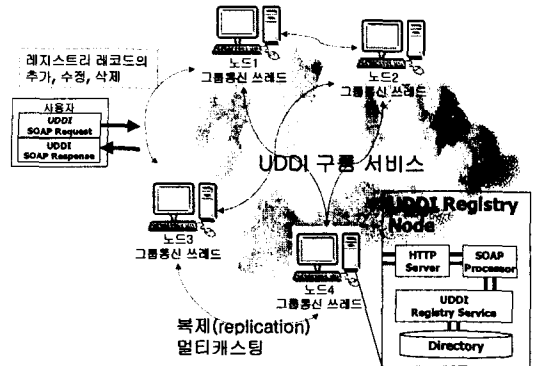 레지스트리 레코드의
추가, 수정, 삭제
사용자
UDDI
SOAP Request
UDDI
SOAP Response
노드1
그룹통신 쓰레드
노드2
그룹통신 쓰레드
UDDI 구룹 서비스
노드3
그룹통신 쓰레드
노드4
그룹통신 쓰레드
복제(replication)
멀티캐스팅
UDDI Registry
Node
HTTP
Server
SOAP
Processor
UDDI
Registry Service
Directory